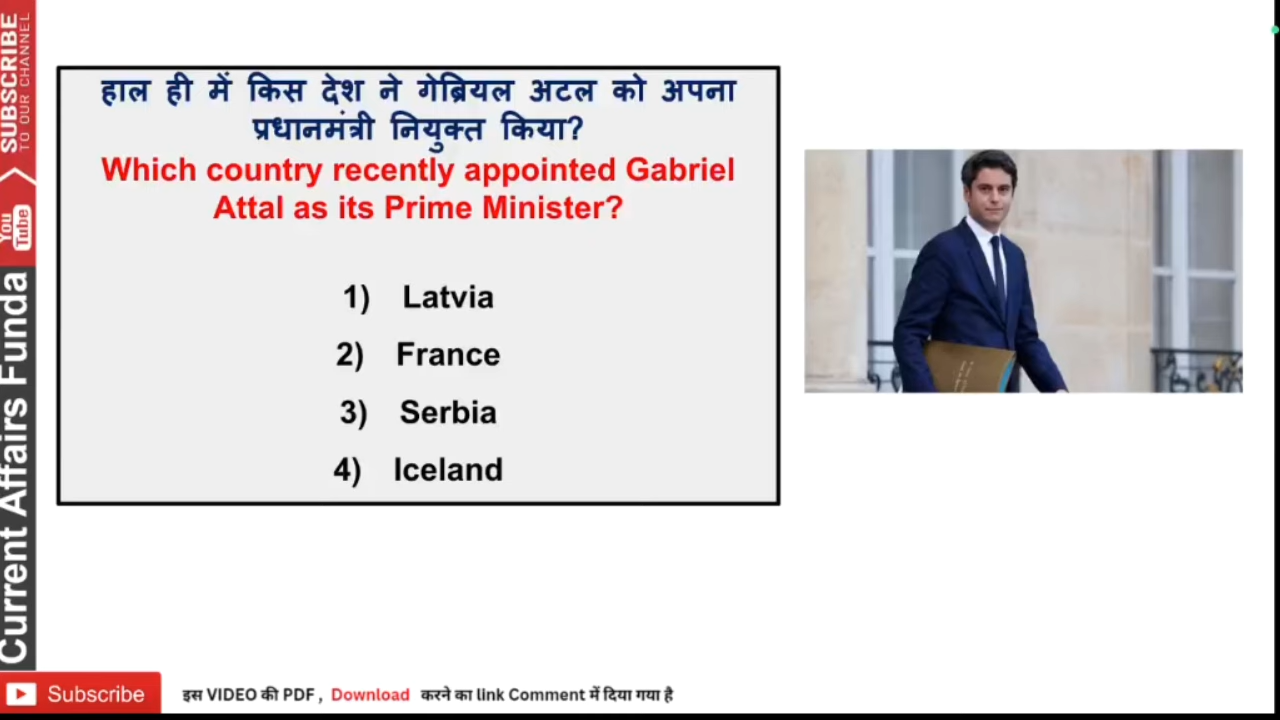 SUBSCRIBE
TO OUR CHANNEL
You
Tube
Current Affairs Funda
हाल ही में किस देश ने गेब्रियल अटल को अपना
प्रधानमंत्री नियुक्त किया?
Which country recently appointed Gabriel
Attal as its Prime Minister?
1) Latvia
2) France
3) Serbia
4) Iceland
Subscribe
इस VIDEO की PDF , Download करने का link Comment में दिया गया है